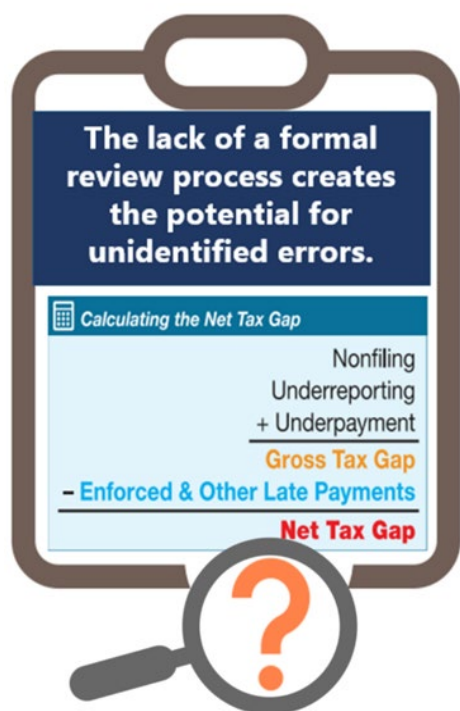 The lack of a formal
review process creates
the potential for
unidentified errors.
Calculating the Net Tax Gap
Nonfiling
Underreporting
+ Underpayment
Gross Tax Gap
– Enforced & Other Late Payments
Net Tax Gap
?